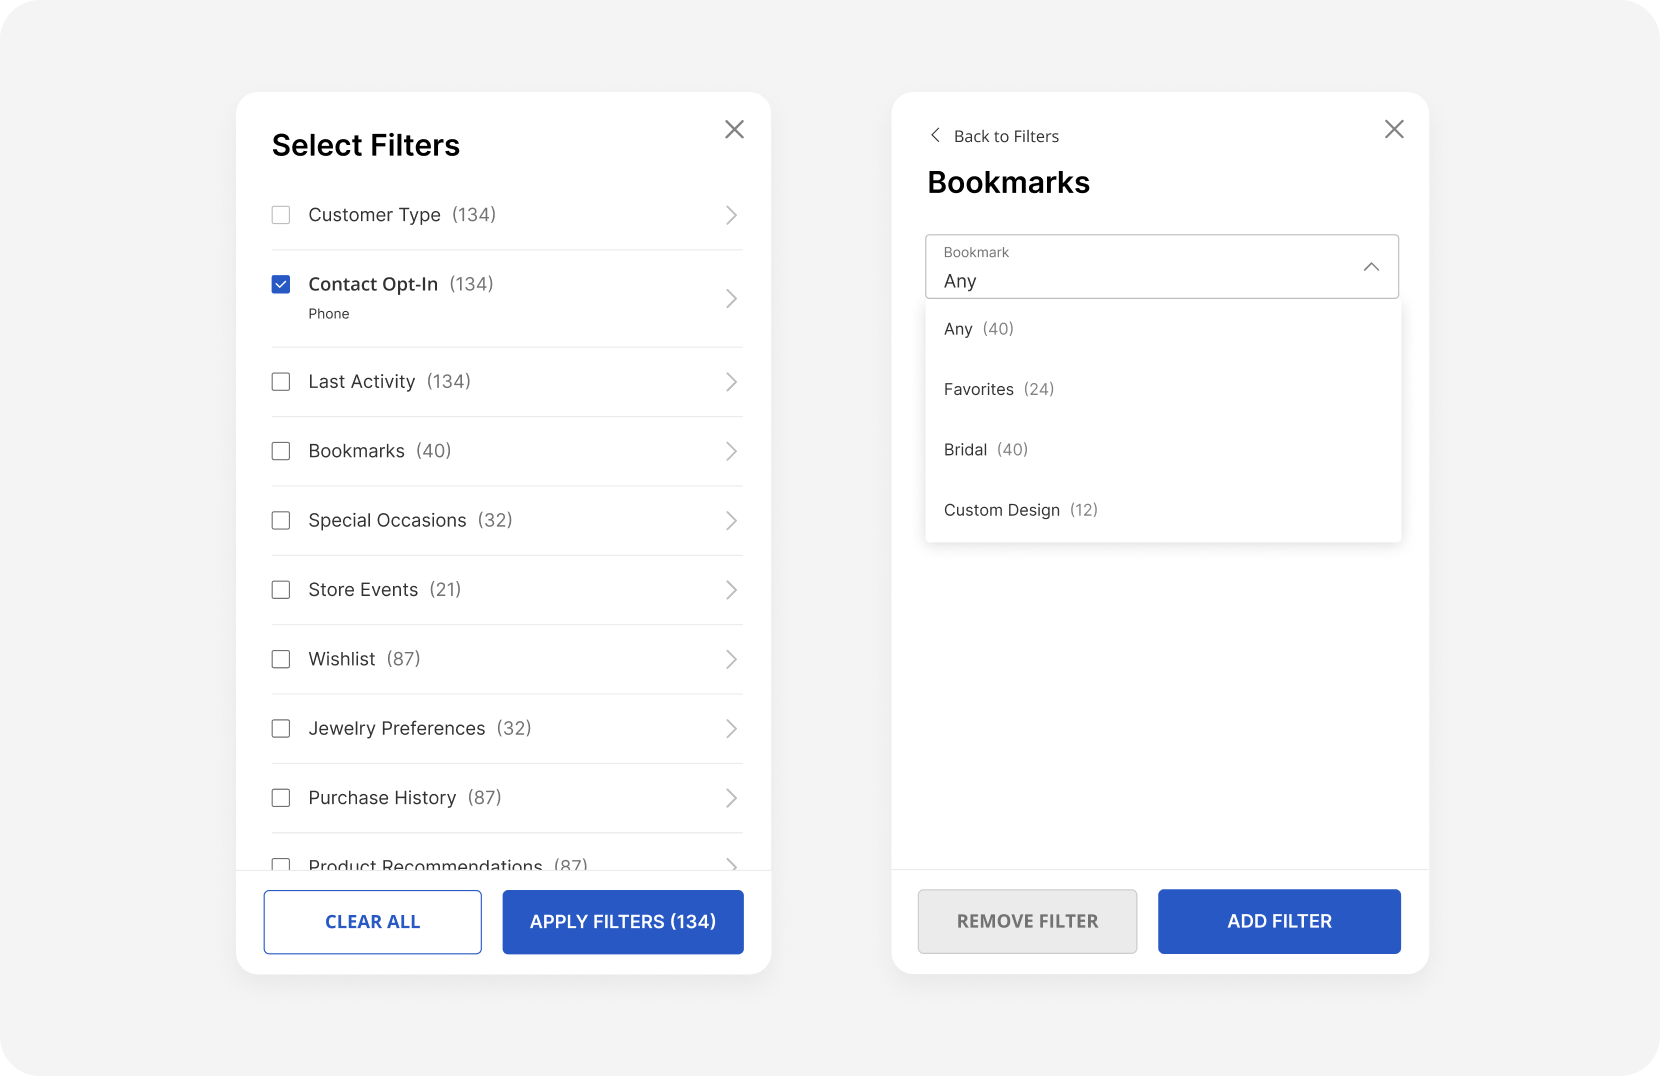 Select Filters
Customer Type (134)
Contact Opt-In (134)
Phone
Last Activity (134)
Bookmarks (40)
Special Occasions (32)
Store Events (21)
Wishlist (87)
Jewelry Preferences (32)
Purchase History (87)
Product Recommendations (87)
CLEAR ALL
APPLY FILTERS (134)
Back to Filters
Bookmarks
Bookmark
Any
Any (40)
Favorites (24)
Bridal (40)
Custom Design (12)
REMOVE FILTER
ADD FILTER